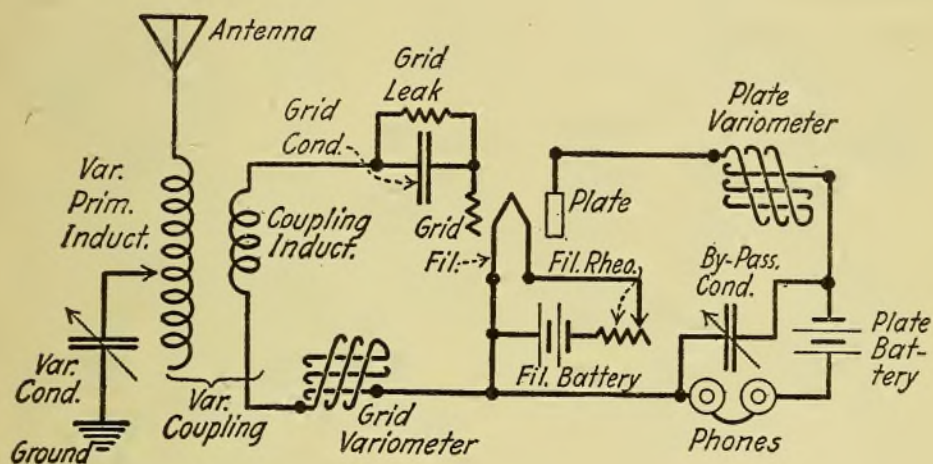 Antenna
Grid
Leak
Grid
Cond.
Plate
Variometer
Var.
Prim.
Induct.
Coupling
Induct.
Grid
Plate
Fil.
Fil. Rheo.
By-Pass.
Cond.
Plate
Bat-
tery
Var.
Cond.
Fil. Battery
Var.
Coupling
Grid
Variometer
Phones
Ground